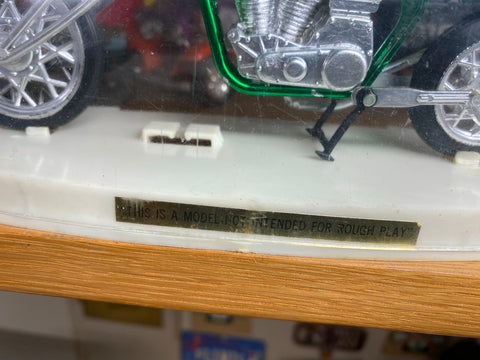 "THIS IS A MODEL NOT INTENDED FOR ROUGH PLAY"